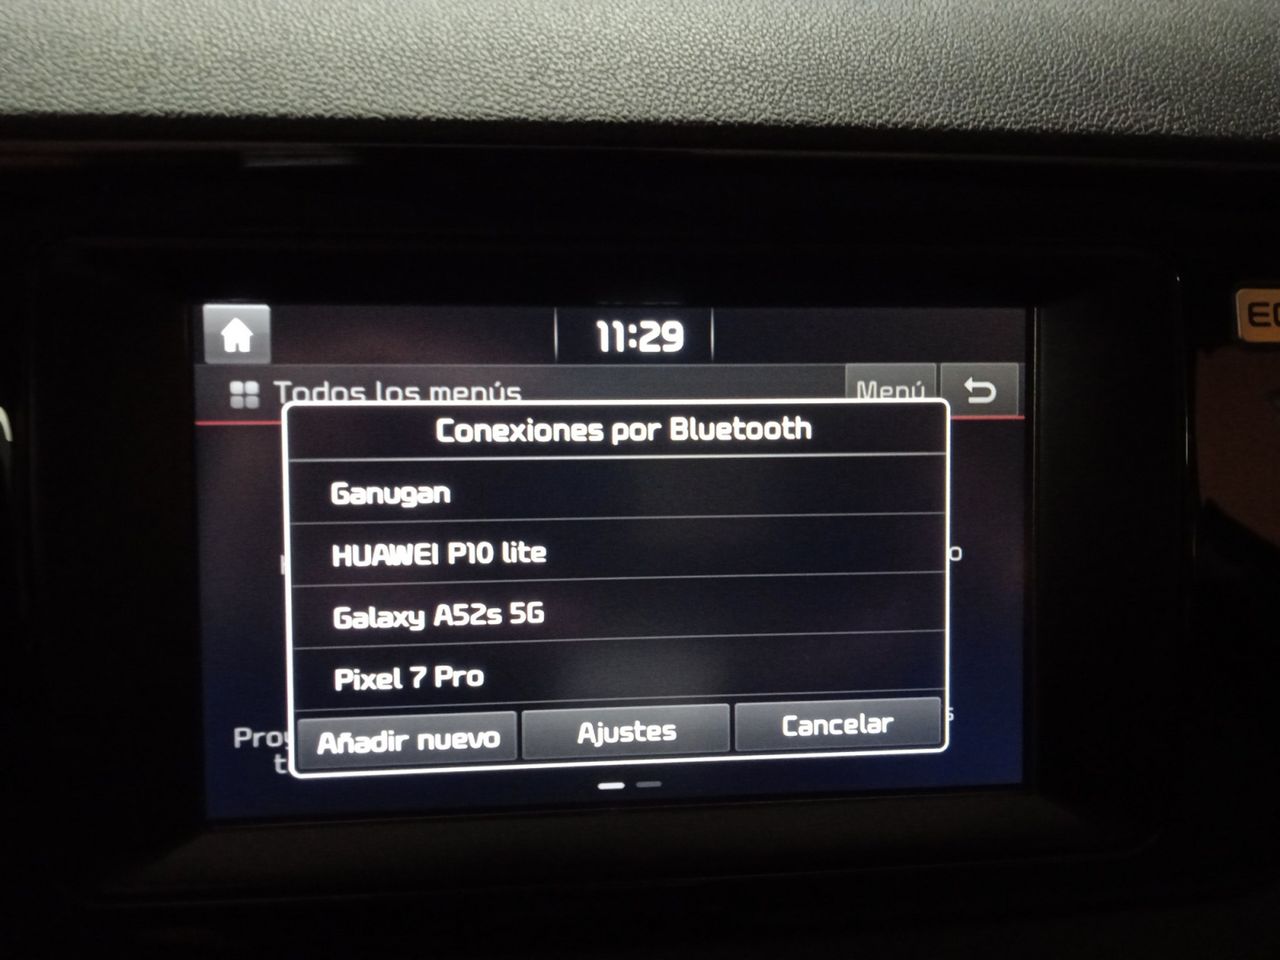 11:29
Todos los menús
Menú
Conexiones por Bluetooth
Ganugan
HUAWEI P10 lite
Galaxy A52s 5G
Pixel 7 Pro
Añadir nuevo
Ajustes
Cancelar